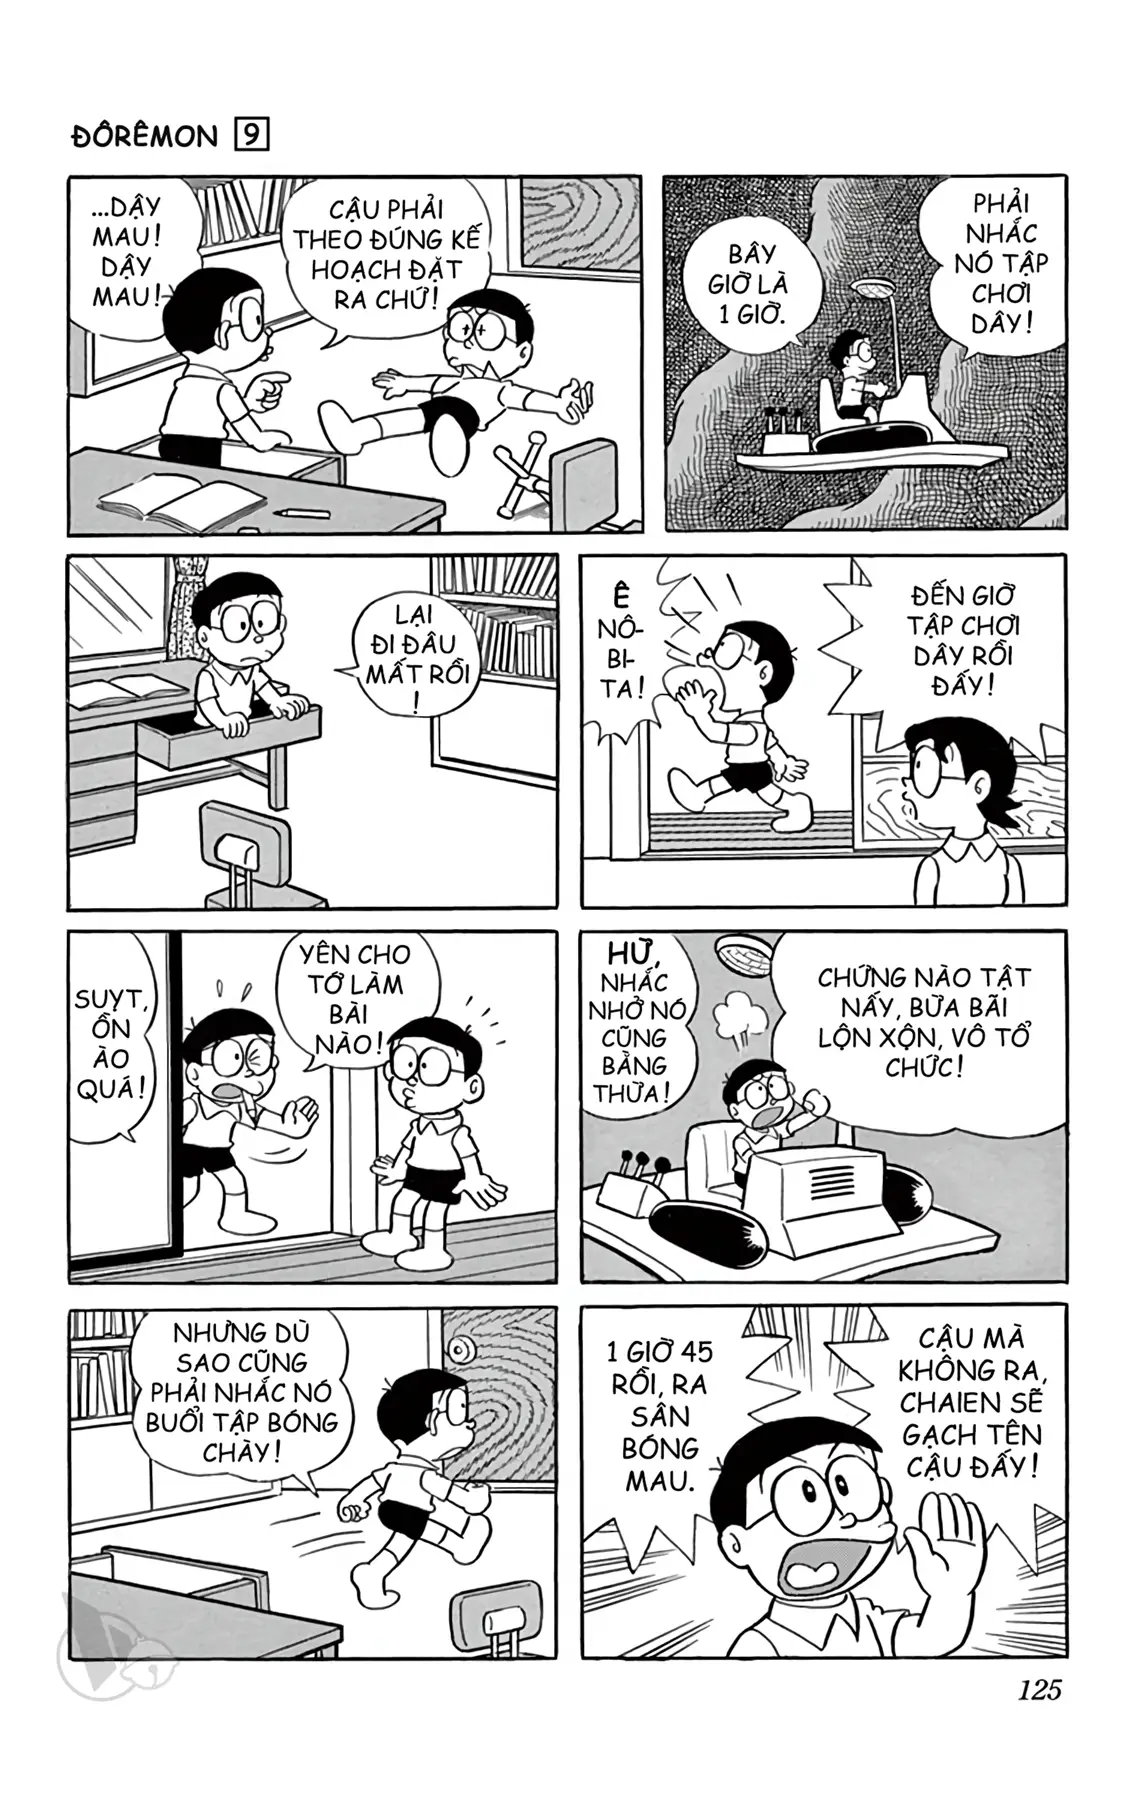 ĐÔRÊMON 9
...DẬY
MAU!
DẬY
MAU!
CẬU PHẢI
THEO ĐÚNG KẾ
HOẠCH ĐẶT
RA CHỨ!
PHẢI
NHẮC
NÓ TẬP
CHƠI
DÂY!
BÂY
GIỜ LÀ
1 GIỜ.
LẠI
ĐI ĐÂU
MẤT RỒI
!
Ê
NÔ-
BI-
TA!
ĐẾN GIỜ
TẬP CHƠI
DÂY RỒI
ĐẤY!
SUỴT,
ỒN
ÀO
QUÁ!
YÊN CHO
TỚ LÀM
BÀI
NÀO!
HỪ,
NHẮC
NHỞ NÓ
CŨNG
BẰNG
THỪA!
CHỨNG NÀO TẬT
NẤY, BỪA BÃI
LỘN XỘN, VÔ TỔ
CHỨC!
NHƯNG DÙ
SAO CŨNG
PHẢI NHẮC NÓ
BUỔI TẬP BÓNG
CHÀY!
1 GIỜ 45
RỒI, RA
SÂN
BÓNG
MAU.
CẬU MÀ
KHÔNG RA,
CHAIEN SẼ
GẠCH TÊN
CẬU ĐẤY!
125